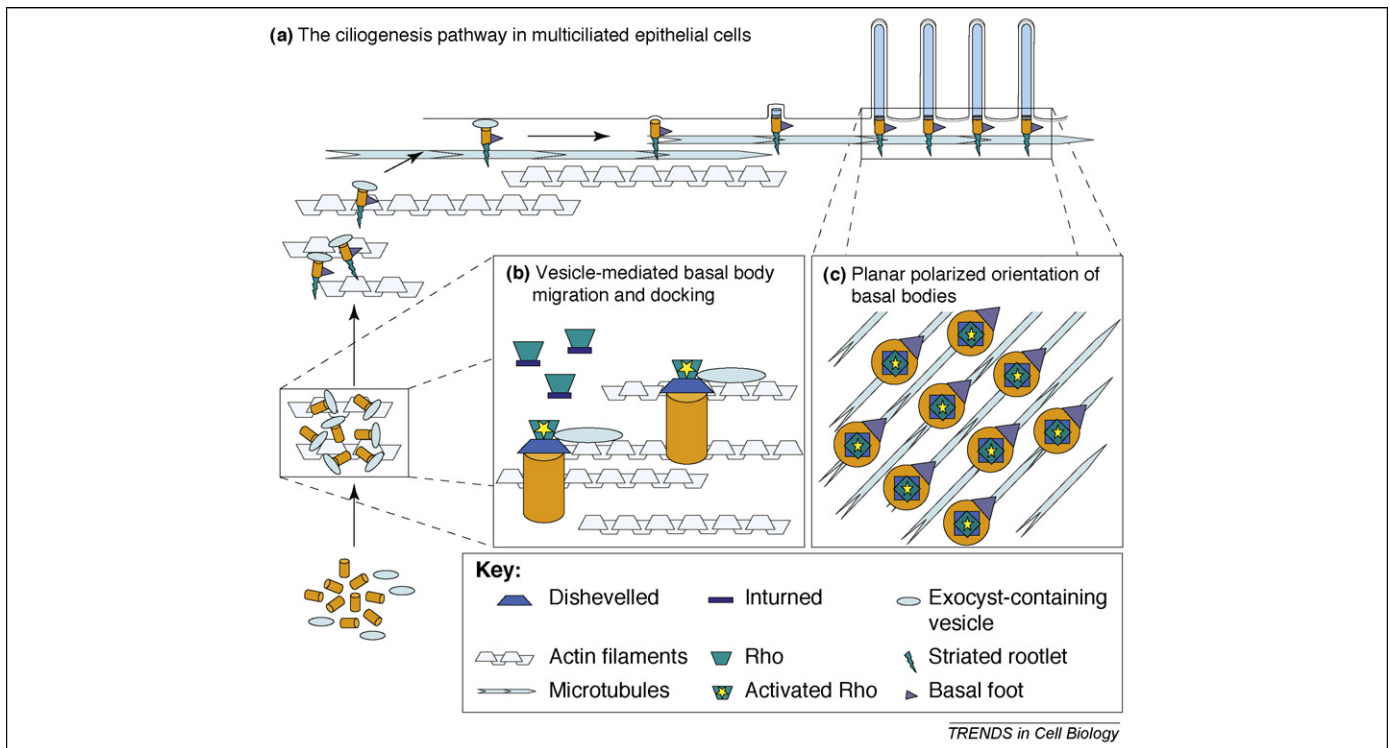 (a) The ciliogenesis pathway in multiciliated epithelial cells
(b) Vesicle-mediated basal body
migration and docking
(c) Planar polarized orientation of
basal bodies
Key:
Dishevelled
Inturned
Exocyst-containing
vesicle
Actin filaments
Rho
Striated rootlet
Microtubules
Activated Rho
Basal foot
TRENDS in Cell Biology